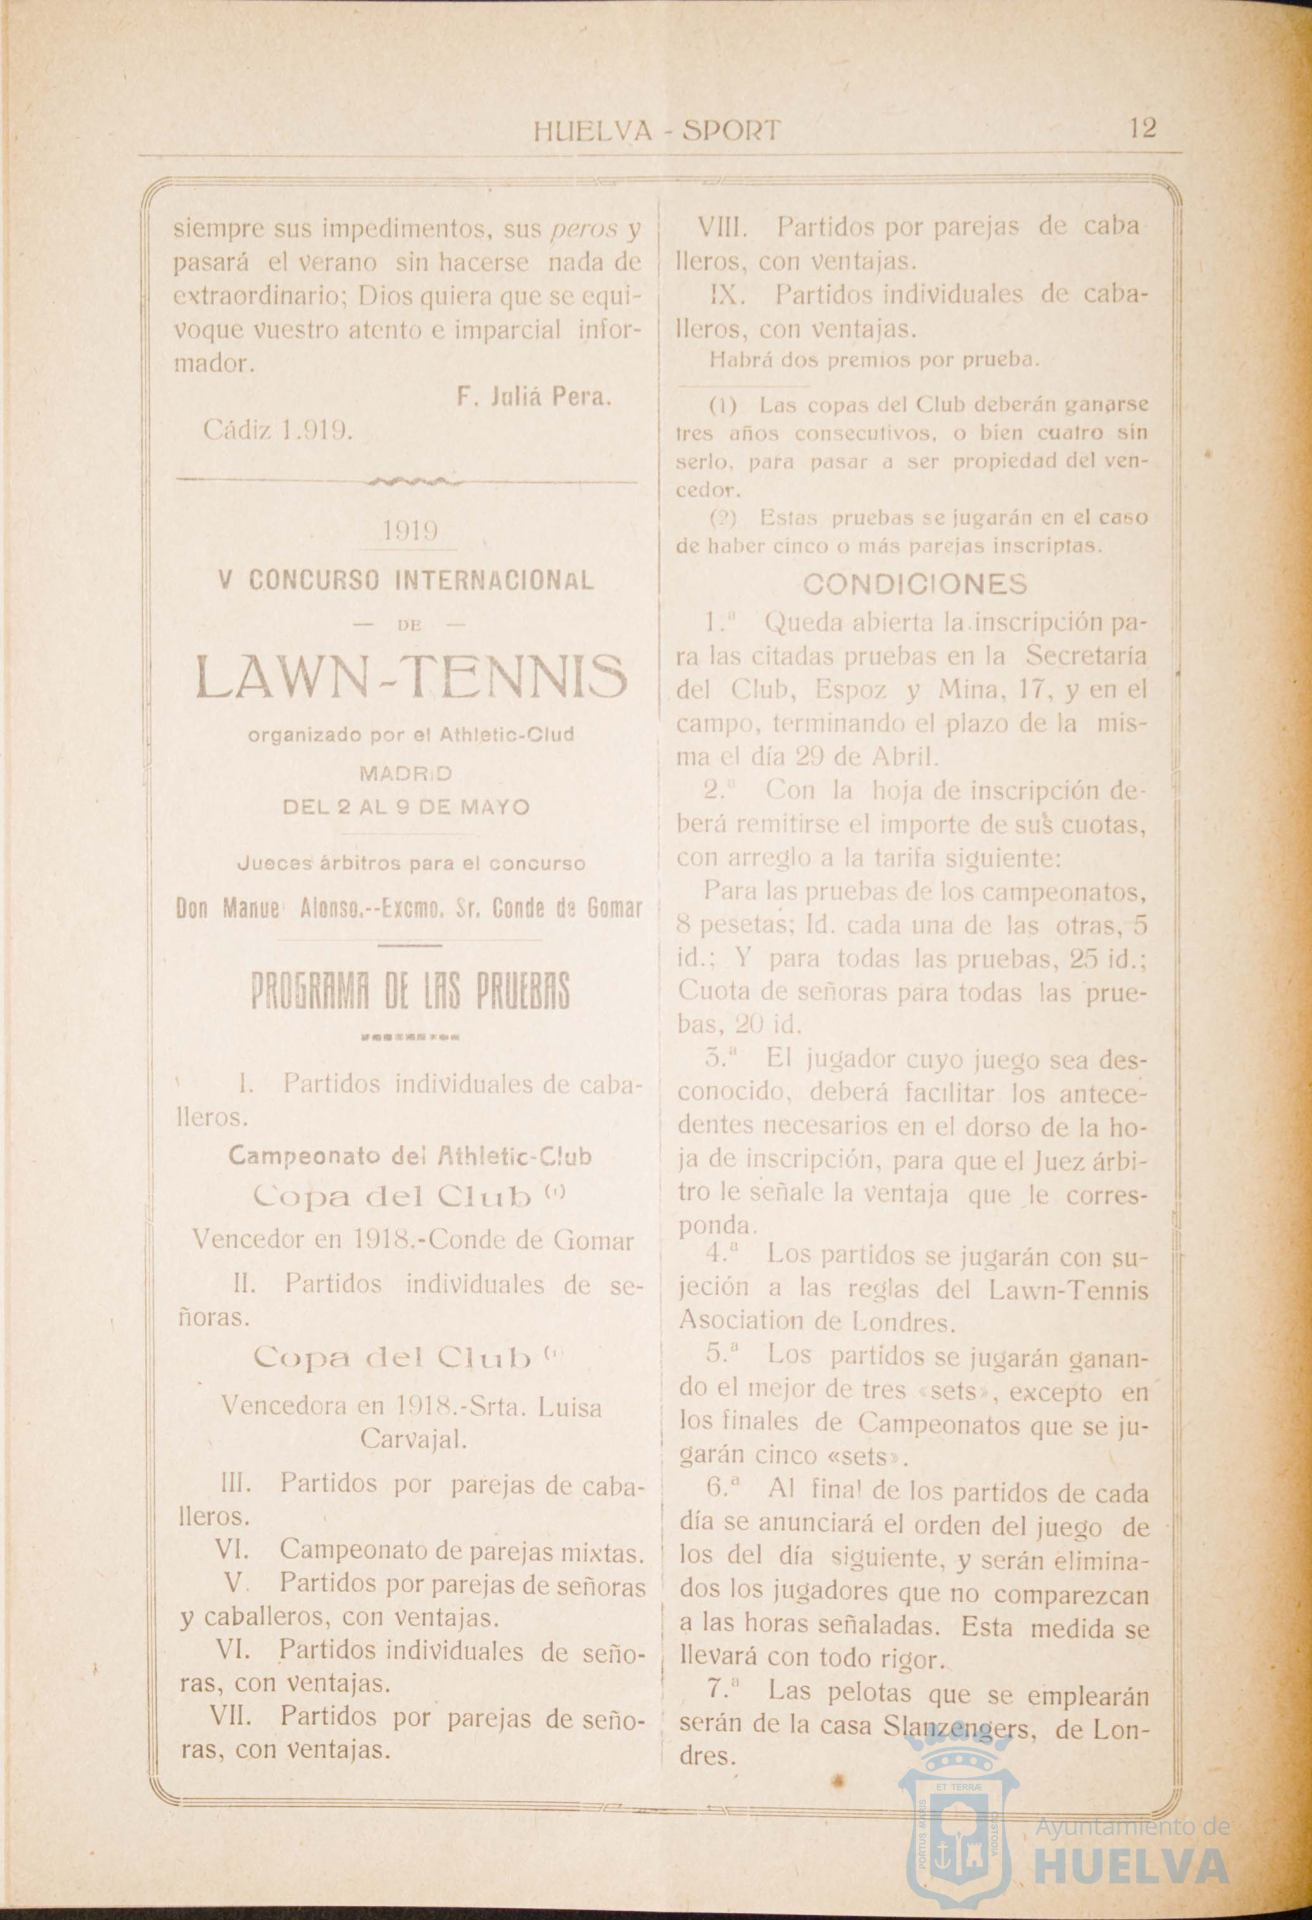 HUELVA - SPORT
12
siempre sus impedimentos, sus peros y
pasará el verano sin hacerse nada de
extraordinario; Dios quiera que se equi-
voque vuestro atento e imparcial infor-
mador.
F. Juliá Pera.
Cádiz 1.919.
1919
V CONCURSO INTERNACIONAL
— DE —
LAWN-TENNIS
organizado por el Athletic-Clud
MADRID
DEL 2 AL 9 DE MAYO
Jueces árbitros para el concurso
Don Manuel Alonso.--Excmo. Sr. Conde de Gomar
PROGRAMA DE LAS PRUEBAS
I. Partidos individuales de caba-
lleros.
Campeonato del Athletic-Club
Copa del Club (1)
Vencedor en 1918.-Conde de Gomar
II. Partidos individuales de se-
ñoras.
Copa del Club (1)
Vencedora en 1918.-Srta. Luisa
Carvajal.
III. Partidos por parejas de caba-
lleros.
VI. Campeonato de parejas mixtas.
V. Partidos por parejas de señoras
y caballeros, con ventajas.
VI. Partidos individuales de seño-
ras, con ventajas.
VII. Partidos por parejas de seño-
ras, con ventajas.
VIII. Partidos por parejas de caba
lleros, con ventajas.
IX. Partidos individuales de caba-
lleros, con ventajas.
Habrá dos premios por prueba.
(1) Las copas del Club deberán ganarse
tres años consecutivos, o bien cuatro sin
serlo, para pasar a ser propiedad del ven-
cedor.
(2) Estas pruebas se jugarán en el caso
de haber cinco o más parejas inscriptas.
CONDICIONES
1.ª Queda abierta la inscripción pa-
ra las citadas pruebas en la Secretaría
del Club, Espoz y Mina, 17, y en el
campo, terminando el plazo de la mis-
ma el día 29 de Abril.
2.ª Con la hoja de inscripción de-
berá remitirse el importe de sus cuotas,
con arreglo a la tarifa siguiente:
Para las pruebas de los campeonatos,
8 pesetas; Id. cada una de las otras, 5
id.; Y para todas las pruebas, 25 id.;
Cuota de señoras para todas las prue-
bas, 20 id.
3.ª El jugador cuyo juego sea des-
conocido, deberá facilitar los antece-
dentes necesarios en el dorso de la ho-
ja de inscripción, para que el Juez árbi-
tro le señale la ventaja que le corres-
ponda.
4.ª Los partidos se jugarán con su-
jeción a las reglas del Lawn-Tennis
Asociation de Londres.
5.ª Los partidos se jugarán ganan-
do el mejor de tres «sets», excepto en
los finales de Campeonatos que se ju-
garán cinco «sets».
6.ª Al final de los partidos de cada
día se anunciará el orden del juego de
los del día siguiente, y serán elimina-
dos los jugadores que no comparezcan
a las horas señaladas. Esta medida se
llevará con todo rigor.
7.ª Las pelotas que se emplearán
serán de la casa Slanzengers, de Lon-
dres.
PORTUS MARIS
ET TERRÆ
CUSTODIA
Ayuntamiento de
HUELVA